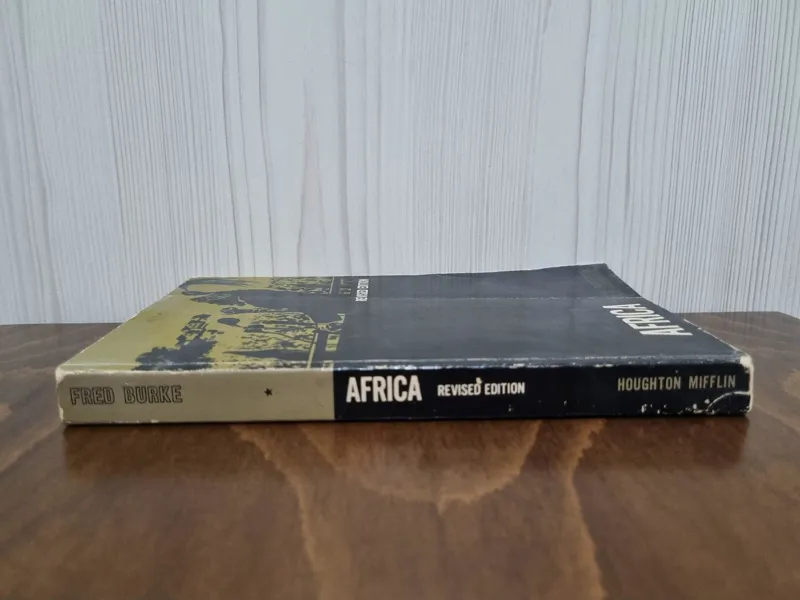 REVISED EDITION
AFRICA
FRED BURKE * AFRICA REVISED EDITION HOUGHTON MIFFLIN